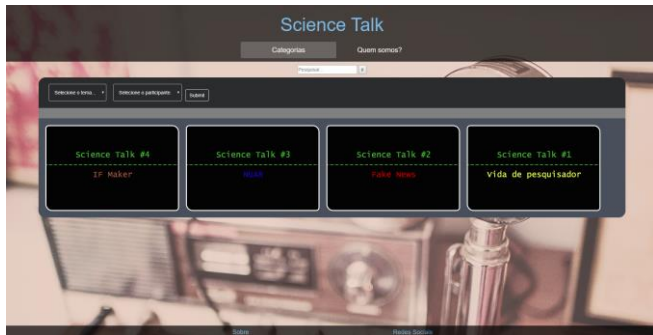 Science Talk
Categorias Quem somos?
Pesquisar...
Selecione o tema... Selecione o participante Submit
Science Talk #4 Science Talk #3 Science Talk #2 Science Talk #1
IF Maker Fake News Vida de pesquisador
Sobre Redes Sociais